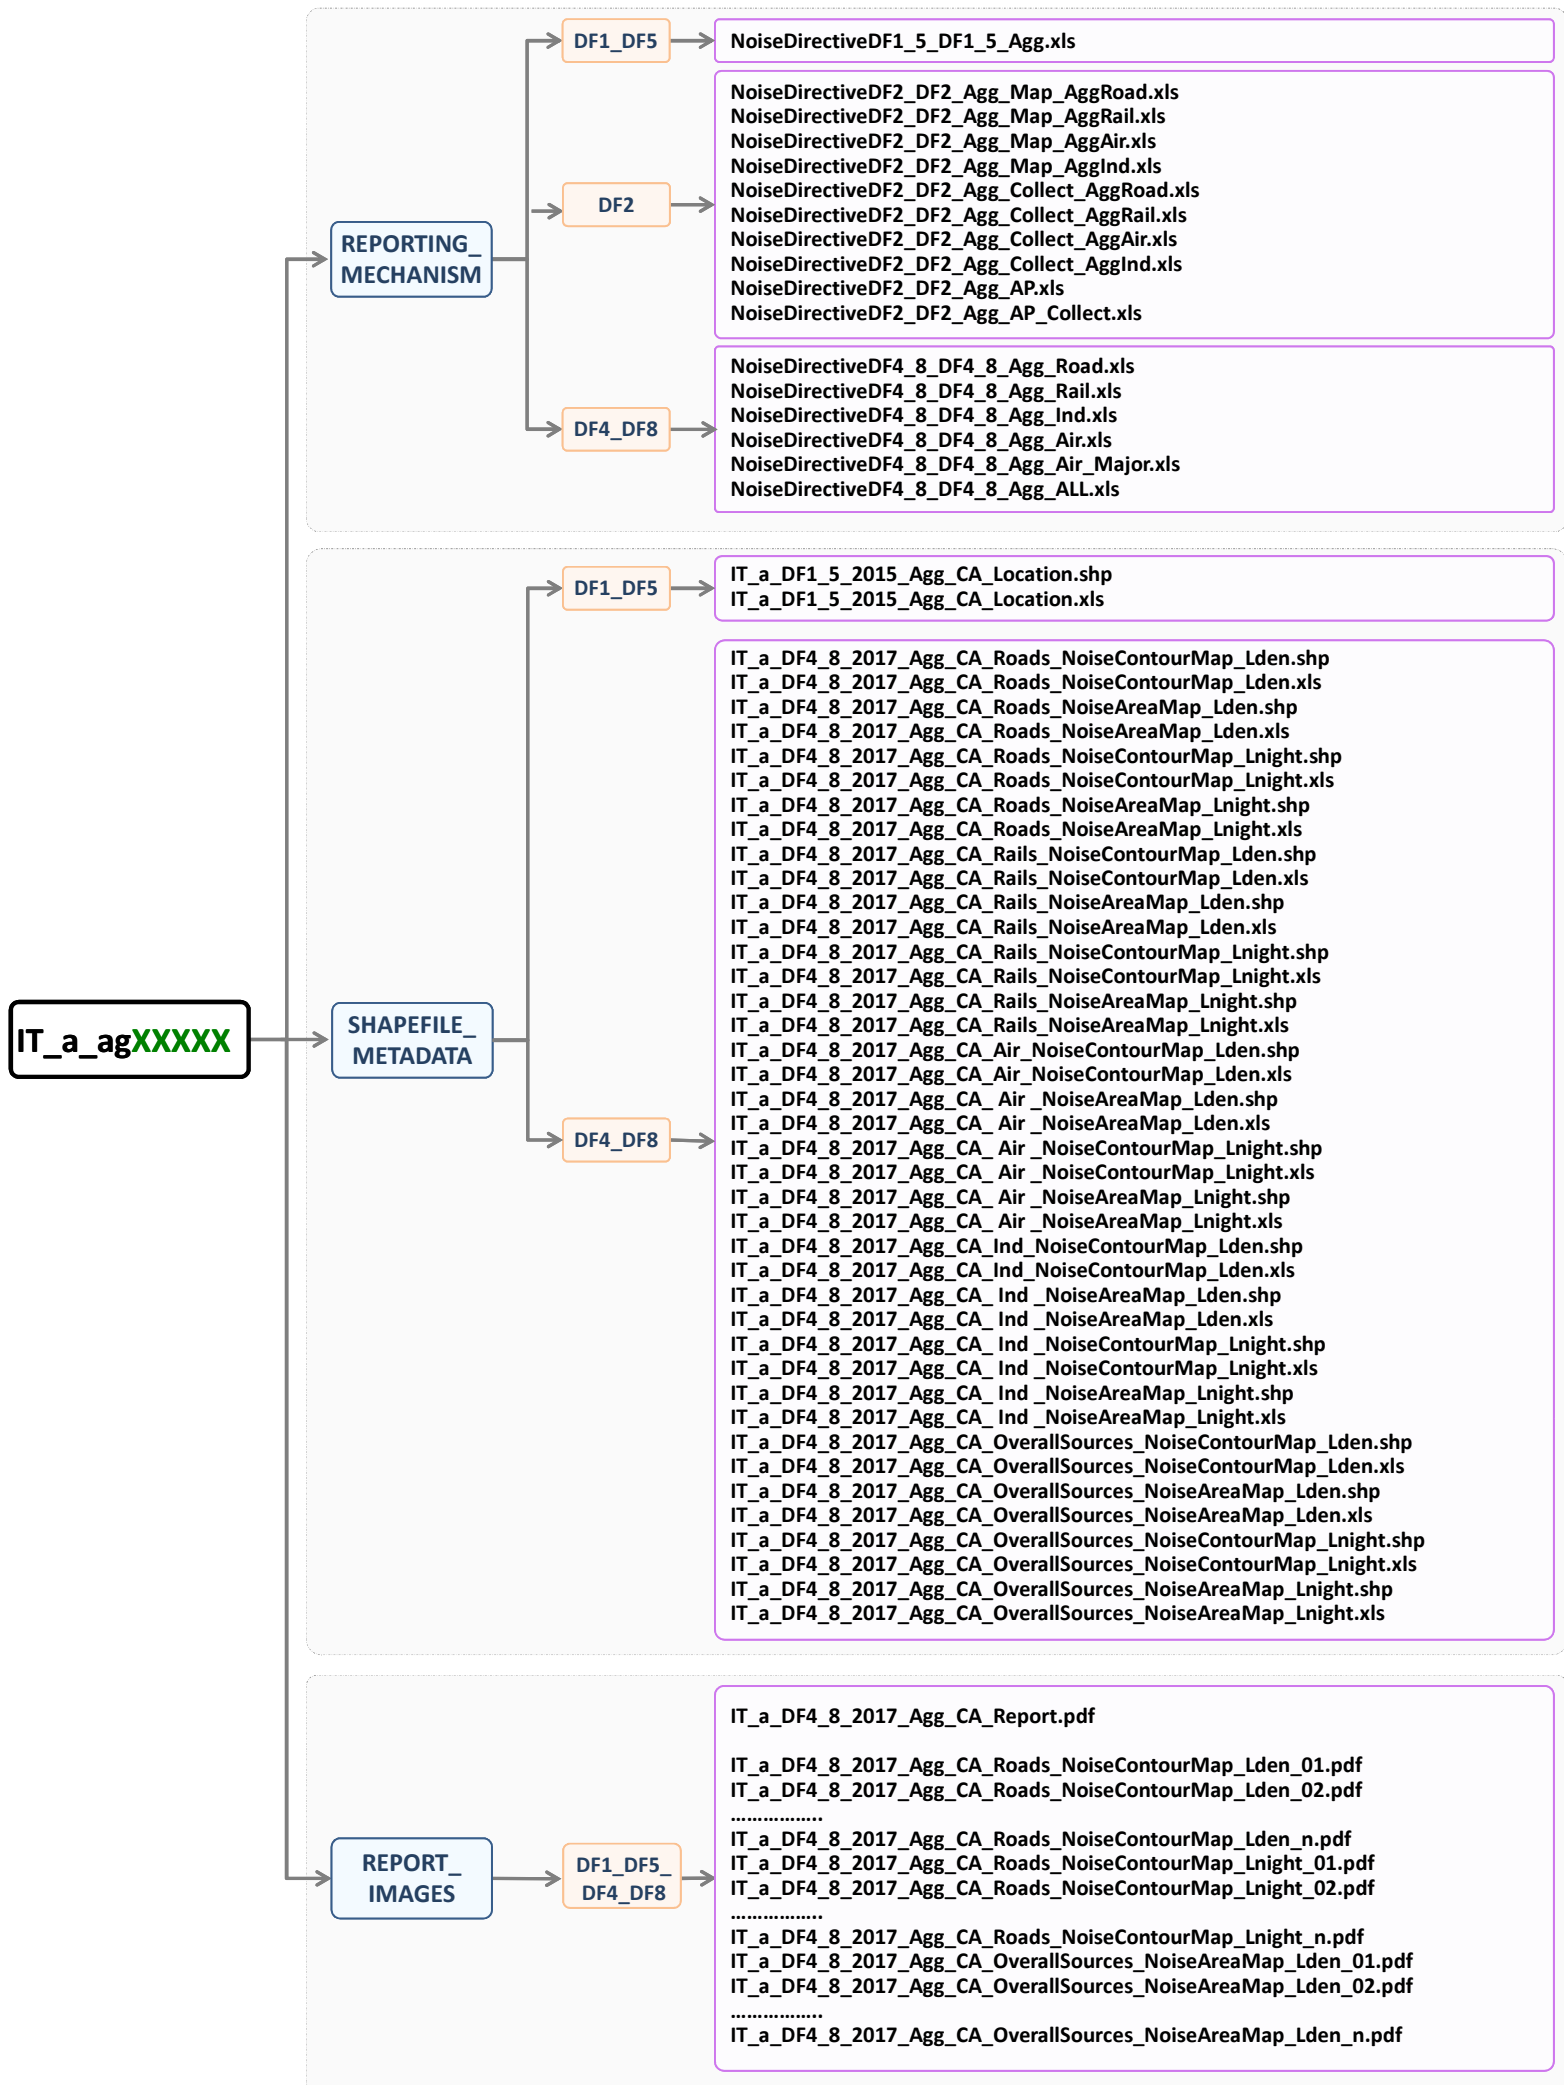 DF1_DF5
NoiseDirectiveDF1_5_DF1_5_Agg.xls
NoiseDirectiveDF2_DF2_Agg_Map_AggRoad.xls
NoiseDirectiveDF2_DF2_Agg_Map_AggRail.xls
NoiseDirectiveDF2_DF2_Agg_Map_AggAir.xls
NoiseDirectiveDF2_DF2_Agg_Map_AggInd.xls
NoiseDirectiveDF2_DF2_Agg_Collect_AggRoad.xls
DF2
NoiseDirectiveDF2_DF2_Agg_Collect_AggRail.xls
NoiseDirectiveDF2_DF2_Agg_Collect_AggAir.xls
NoiseDirectiveDF2_DF2_Agg_Collect_AggInd.xls
NoiseDirectiveDF2_DF2_Agg_AP.xls
NoiseDirectiveDF2_DF2_Agg_AP_Collect.xls
REPORTING_
MECHANISM
NoiseDirectiveDF4_8_DF4_8_Agg_Road.xls
NoiseDirectiveDF4_8_DF4_8_Agg_Rail.xls
NoiseDirectiveDF4_8_DF4_8_Agg_Ind.xls
DF4_DF8
NoiseDirectiveDF4_8_DF4_8_Agg_Air.xls
NoiseDirectiveDF4_8_DF4_8_Agg_Air_Major.xls
NoiseDirectiveDF4_8_DF4_8_Agg_ALL.xls
DF1_DF5
IT_a_DF1_5_2015_Agg_CA_Location.shp
IT_a_DF1_5_2015_Agg_CA_Location.xls
IT_a_DF4_8_2017_Agg_CA_Roads_NoiseContourMap_Lden.shp
IT_a_DF4_8_2017_Agg_CA_Roads_NoiseContourMap_Lden.xls
IT_a_DF4_8_2017_Agg_CA_Roads_NoiseAreaMap_Lden.shp
IT_a_DF4_8_2017_Agg_CA_Roads_NoiseAreaMap_Lden.xls
IT_a_DF4_8_2017_Agg_CA_Roads_NoiseContourMap_Lnight.shp
IT_a_DF4_8_2017_Agg_CA_Roads_NoiseContourMap_Lnight.xls
IT_a_DF4_8_2017_Agg_CA_Roads_NoiseAreaMap_Lnight.shp
IT_a_DF4_8_2017_Agg_CA_Roads_NoiseAreaMap_Lnight.xls
IT_a_DF4_8_2017_Agg_CA_Rails_NoiseContourMap_Lden.shp
IT_a_DF4_8_2017_Agg_CA_Rails_NoiseContourMap_Lden.xls
IT_a_DF4_8_2017_Agg_CA_Rails_NoiseAreaMap_Lden.shp
IT_a_DF4_8_2017_Agg_CA_Rails_NoiseAreaMap_Lden.xls
IT_a_DF4_8_2017_Agg_CA_Rails_NoiseContourMap_Lnight.shp
IT_a_DF4_8_2017_Agg_CA_Rails_NoiseContourMap_Lnight.xls
IT_a_DF4_8_2017_Agg_CA_Rails_NoiseAreaMap_Lnight.shp
IT_a_DF4_8_2017_Agg_CA_Rails_NoiseAreaMap_Lnight.xls
IT_a_agXXXXX
SHAPEFILE_
METADATA
IT_a_DF4_8_2017_Agg_CA_Air_NoiseContourMap_Lden.shp
IT_a_DF4_8_2017_Agg_CA_Air_NoiseContourMap_Lden.xls
IT_a_DF4_8_2017_Agg_CA_ Air _NoiseAreaMap_Lden.shp
IT_a_DF4_8_2017_Agg_CA_ Air _NoiseAreaMap_Lden.xls
DF4_DF8
IT_a_DF4_8_2017_Agg_CA_ Air _NoiseContourMap_Lnight.shp
IT_a_DF4_8_2017_Agg_CA_ Air _NoiseContourMap_Lnight.xls
IT_a_DF4_8_2017_Agg_CA_ Air _NoiseAreaMap_Lnight.shp
IT_a_DF4_8_2017_Agg_CA_ Air _NoiseAreaMap_Lnight.xls
IT_a_DF4_8_2017_Agg_CA_Ind_NoiseContourMap_Lden.shp
IT_a_DF4_8_2017_Agg_CA_Ind_NoiseContourMap_Lden.xls
IT_a_DF4_8_2017_Agg_CA_ Ind _NoiseAreaMap_Lden.shp
IT_a_DF4_8_2017_Agg_CA_ Ind _NoiseAreaMap_Lden.xls
IT_a_DF4_8_2017_Agg_CA_ Ind _NoiseContourMap_Lnight.shp
IT_a_DF4_8_2017_Agg_CA_ Ind _NoiseContourMap_Lnight.xls
IT_a_DF4_8_2017_Agg_CA_ Ind _NoiseAreaMap_Lnight.shp
IT_a_DF4_8_2017_Agg_CA_ Ind _NoiseAreaMap_Lnight.xls
IT_a_DF4_8_2017_Agg_CA_OverallSources_NoiseContourMap_Lden.shp
IT_a_DF4_8_2017_Agg_CA_OverallSources_NoiseContourMap_Lden.xls
IT_a_DF4_8_2017_Agg_CA_OverallSources_NoiseAreaMap_Lden.shp
IT_a_DF4_8_2017_Agg_CA_OverallSources_NoiseAreaMap_Lden.xls
IT_a_DF4_8_2017_Agg_CA_OverallSources_NoiseContourMap_Lnight.shp
IT_a_DF4_8_2017_Agg_CA_OverallSources_NoiseContourMap_Lnight.xls
IT_a_DF4_8_2017_Agg_CA_OverallSources_NoiseAreaMap_Lnight.shp
IT_a_DF4_8_2017_Agg_CA_OverallSources_NoiseAreaMap_Lnight.xls
IT_a_DF4_8_2017_Agg_CA_Report.pdf
IT_a_DF4_8_2017_Agg_CA_Roads_NoiseContourMap_Lden_01.pdf
IT_a_DF4_8_2017_Agg_CA_Roads_NoiseContourMap_Lden_02.pdf
……………..
IT_a_DF4_8_2017_Agg_CA_Roads_NoiseContourMap_Lden_n.pdf
REPORT_
IMAGES
DF1_DF5_
DF4_DF8
IT_a_DF4_8_2017_Agg_CA_Roads_NoiseContourMap_Lnight_01.pdf
IT_a_DF4_8_2017_Agg_CA_Roads_NoiseContourMap_Lnight_02.pdf
……………..
IT_a_DF4_8_2017_Agg_CA_Roads_NoiseContourMap_Lnight_n.pdf
IT_a_DF4_8_2017_Agg_CA_OverallSources_NoiseAreaMap_Lden_01.pdf
IT_a_DF4_8_2017_Agg_CA_OverallSources_NoiseAreaMap_Lden_02.pdf
……………..
IT_a_DF4_8_2017_Agg_CA_OverallSources_NoiseAreaMap_Lden_n.pdf